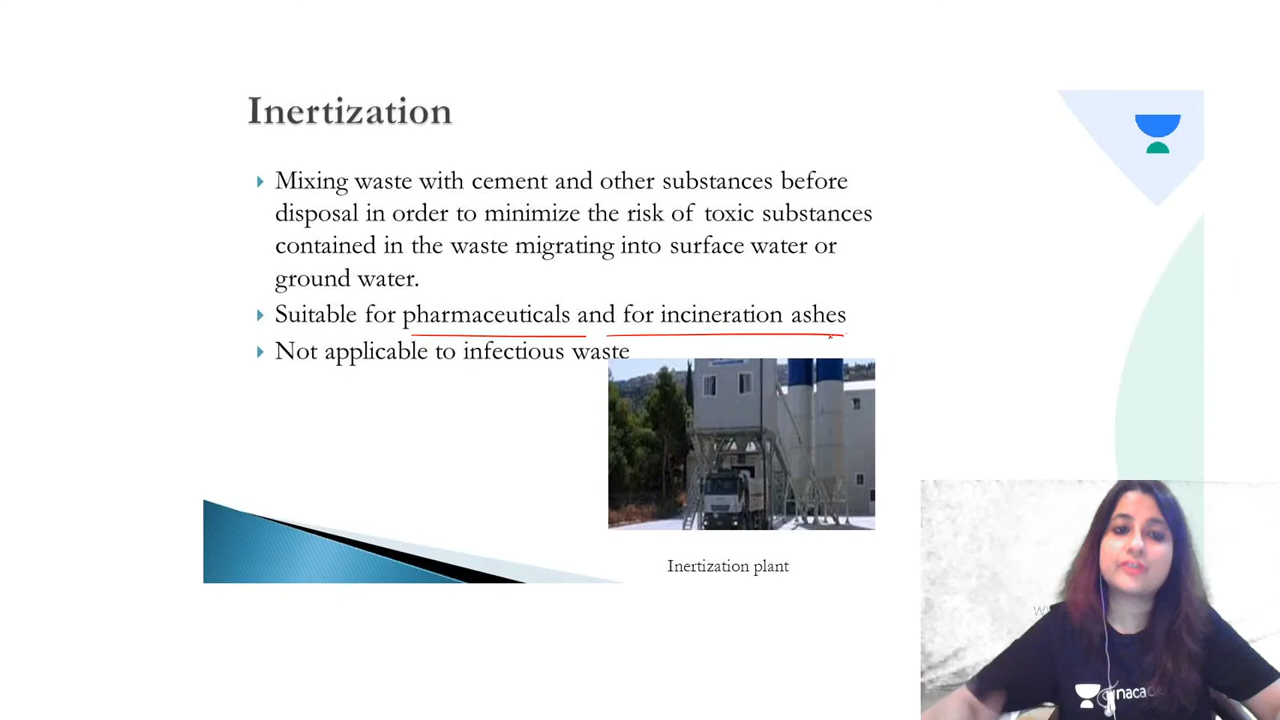 Inertization
Mixing waste with cement and other substances before
disposal in order to minimize the risk of toxic substances
contained in the waste migrating into surface water or
ground water.
Suitable for pharmaceuticals and for incineration ashes
Not applicable to infectious waste
Inertization plant